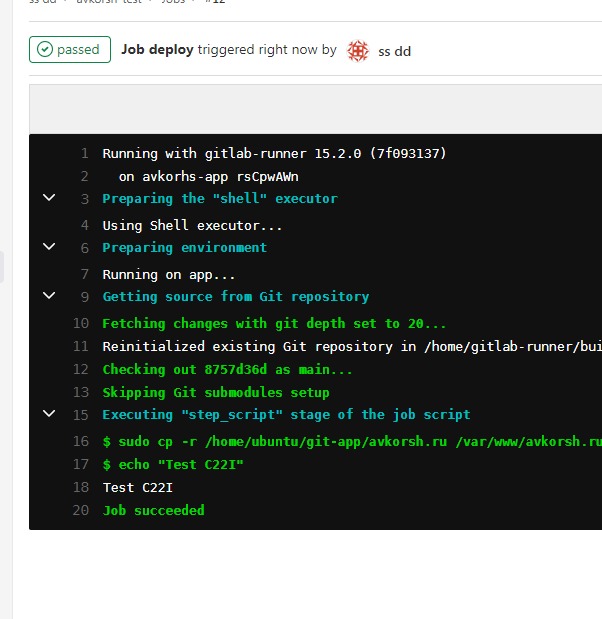 ss dd > avkorsh-test > Jobs > #12
passed Job deploy triggered right now by ss dd
1 Running with gitlab-runner 15.2.0 (7f093137)
2 on avkorhs-app rsCpwAWn
3 Preparing the "shell" executor
4 Using Shell executor...
6 Preparing environment
7 Running on app...
9 Getting source from Git repository
10 Fetching changes with git depth set to 20...
11 Reinitialized existing Git repository in /home/gitlab-runner/bui
12 Checking out 8757d36d as main...
13 Skipping Git submodules setup
15 Executing "step_script" stage of the job script
16 $ sudo cp -r /home/ubuntu/git-app/avkorsh.ru /var/www/avkorsh.ru
17 $ echo "Test C22I"
18 Test C22I
20 Job succeeded